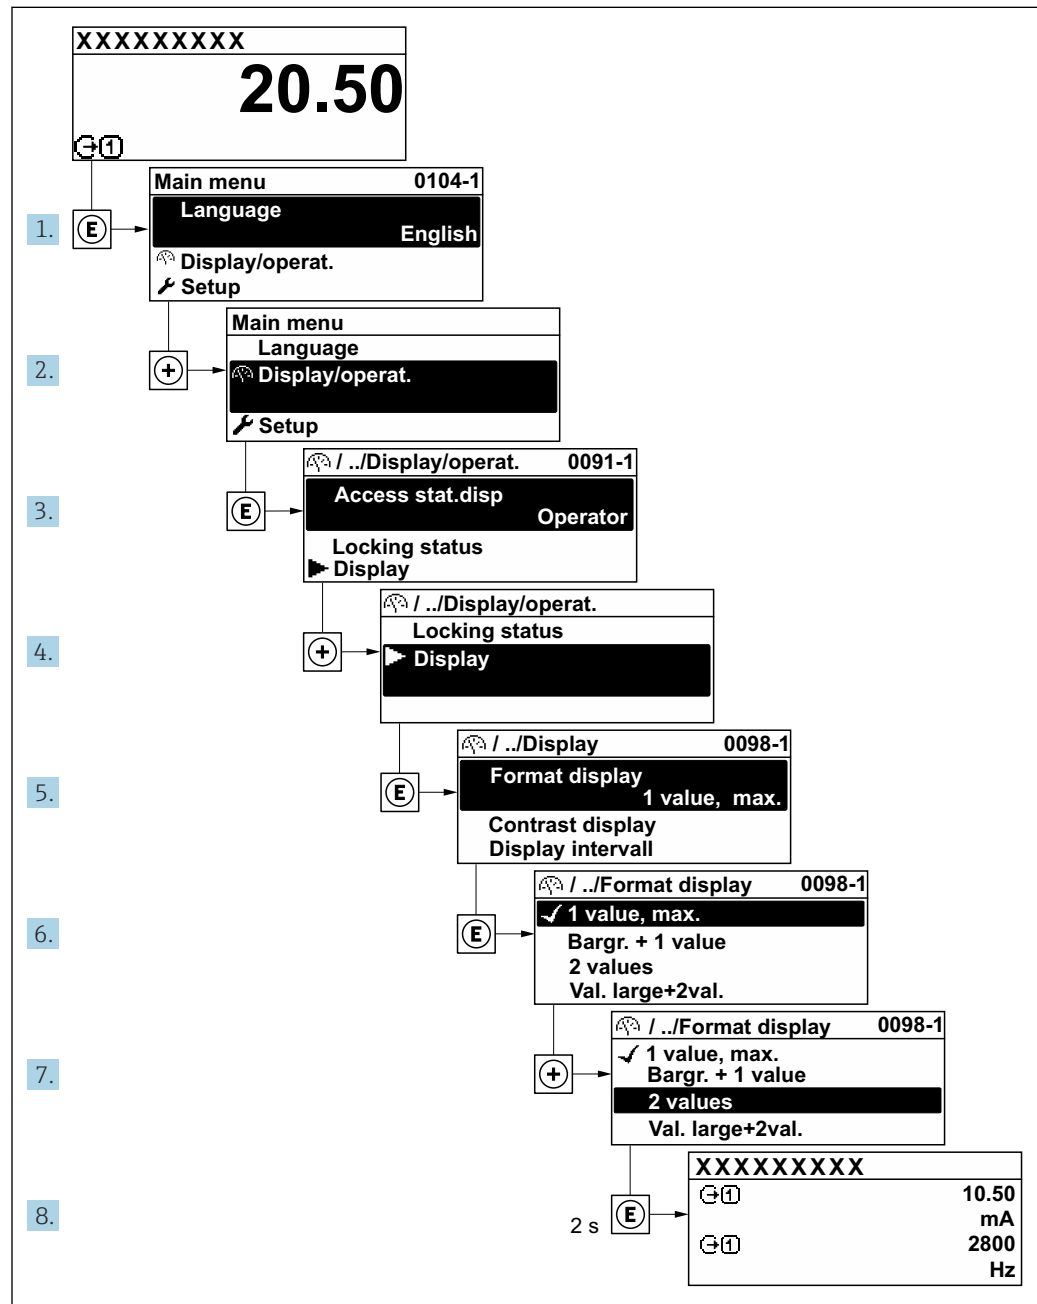 XXXXXXXXX
20.50
1
Main menu 0104-1
1. E Language
English
Display/operat.
Setup
Main menu
Language
2. + Display/operat.
Setup
/ ../Display/operat. 0091-1
3. E Access stat.disp
Operator
Locking status
Display
/ ../Display/operat.
Locking status
4. + Display
/ ../Display 0098-1
5. E Format display
1 value, max.
Contrast display
Display intervall
/ ../Format display 0098-1
6. E 1 value, max.
Bargr. + 1 value
2 values
Val. large+2val.
/ ../Format display 0098-1
7. + 1 value, max.
Bargr. + 1 value
2 values
Val. large+2val.
XXXXXXXXX
8. 2 s E 1 10.50
mA
1 2800
Hz